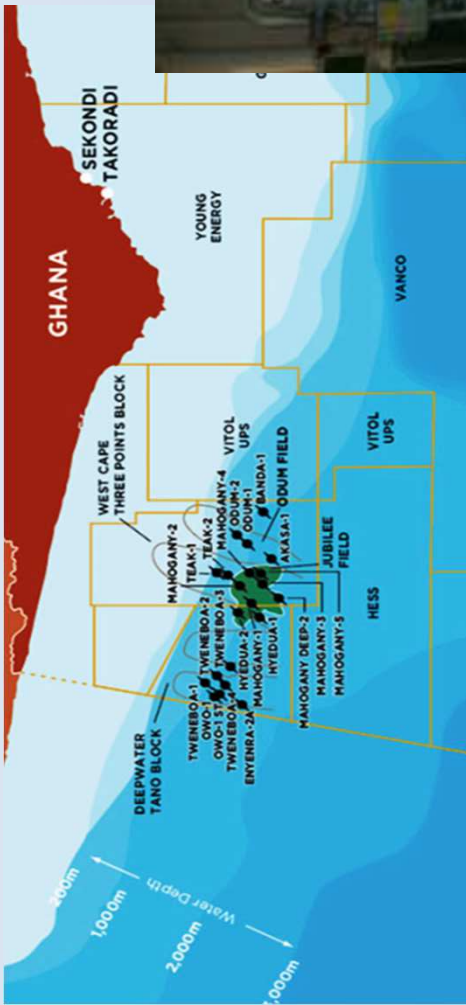 GHANA
SEKONDI
TAKORADI
WEST CAPE
THREE POINTS BLOCK
DEEPWATER
TANO BLOCK
YOUNG
ENERGY
VITOL
UPS
VANCO
VITOL
UPS
HESS
MAHOGANY-2
TEAK-1
TEAK-2
MAHOGANY-4
ODUM-2
ODUM-1
BANDA-1
ODUM FIELD
AKASA-1
JUBILEE
FIELD
TWENEBOA-1
OWO-1
OWO-1 ST
ENYENRA-2A
TWENEBOA-2
TWENEBOA-3
HYEDUA-2
MAHOGANY-1
HYEDUA-1
MAHOGANY DEEP-2
MAHOGANY-3
MAHOGANY-5
Water Depth
200m
1,000m
2,000m